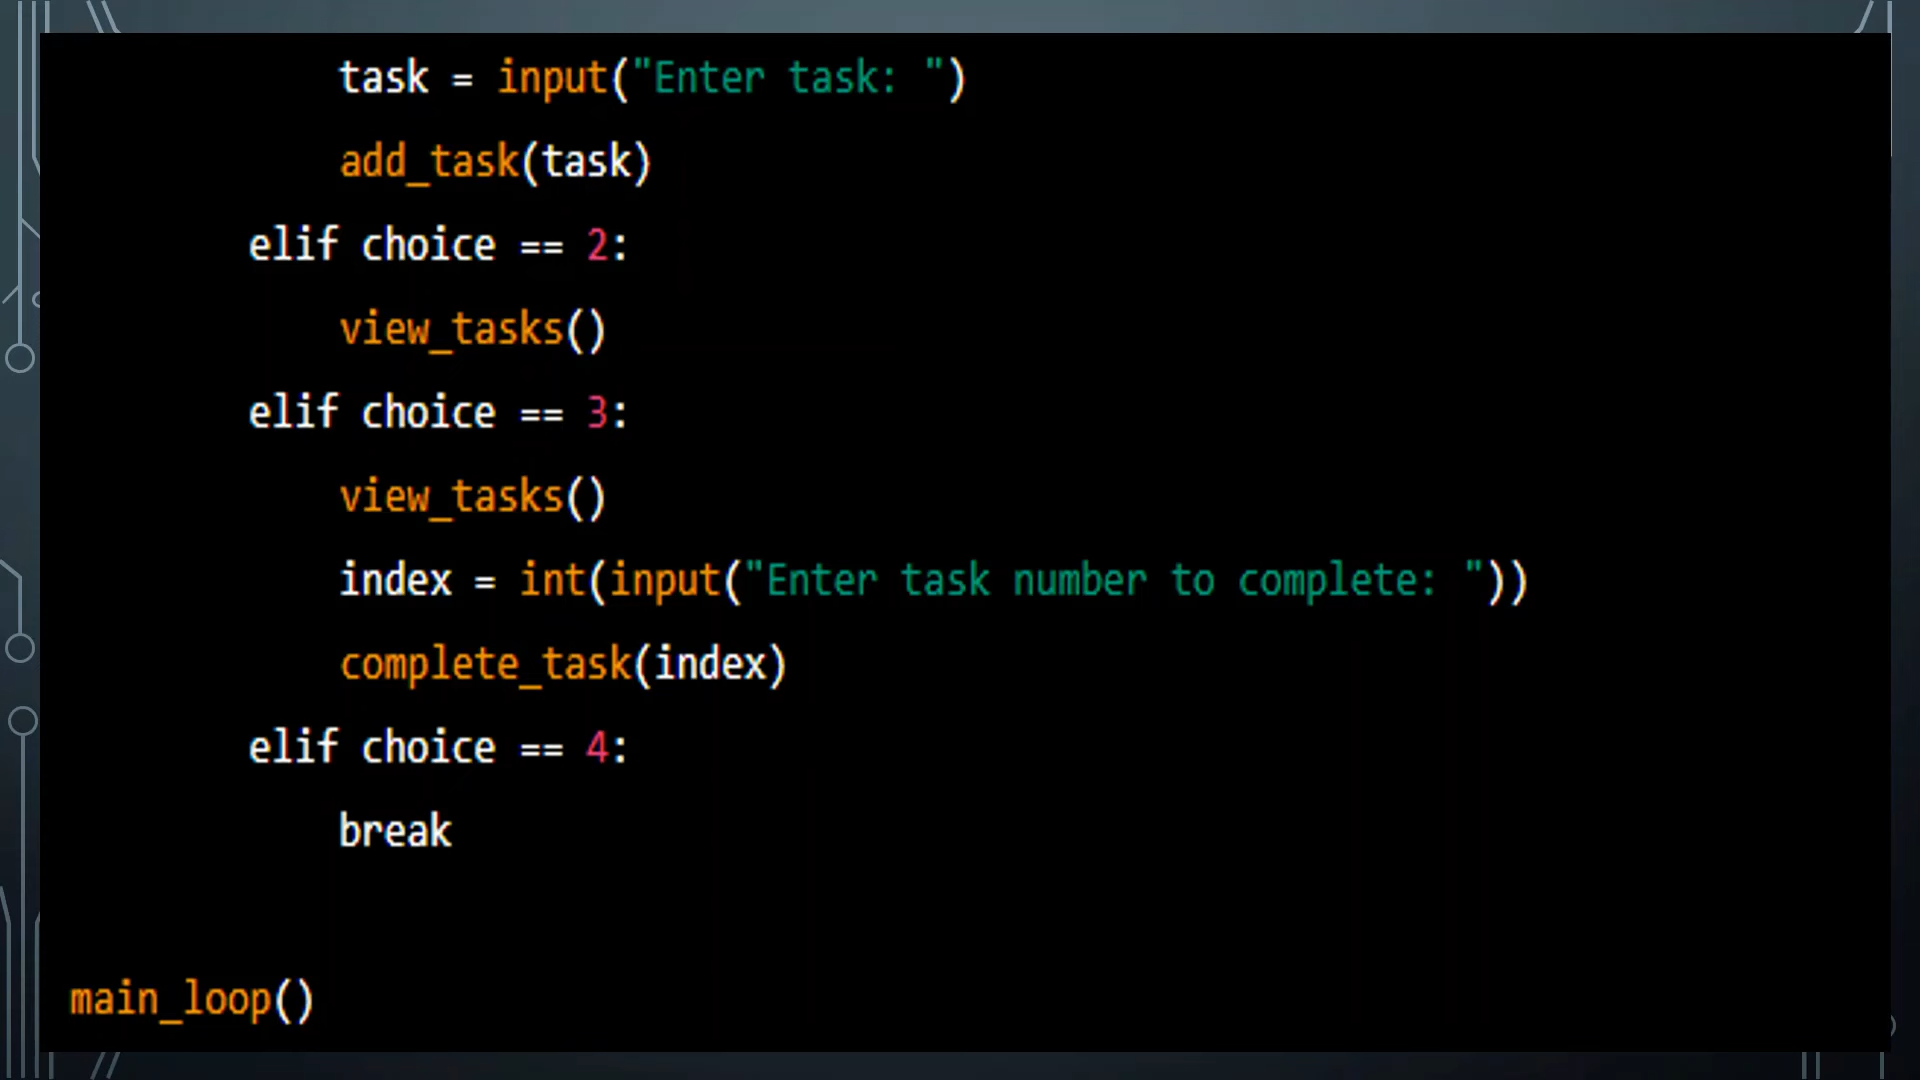 task = input("Enter task: ")
add_task(task)
elif choice == 2:
view_tasks()
elif choice == 3:
view_tasks()
index = int(input("Enter task number to complete: "))
complete_task(index)
elif choice == 4:
break
main_loop()